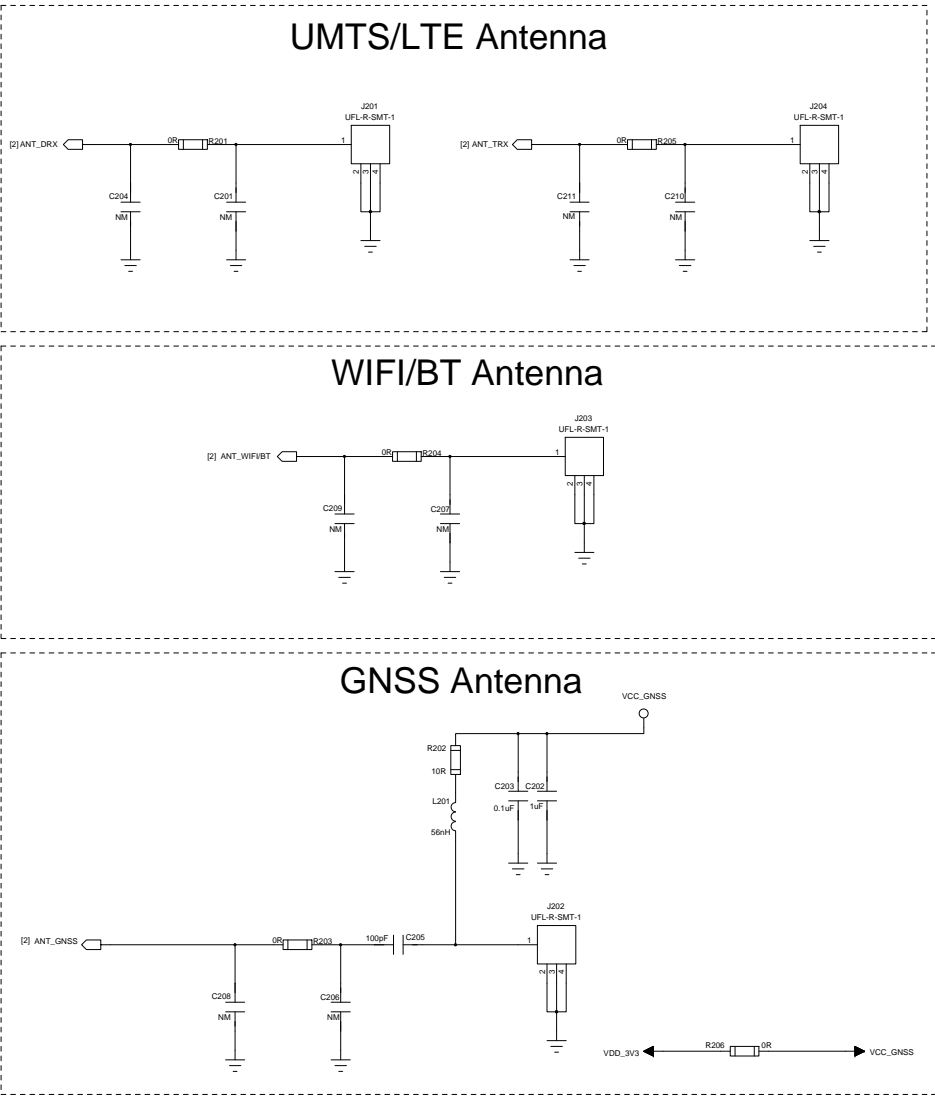 UMTS/LTE Antenna
J201
UFL-R-SMT-1
[2] ANT_DRX
0R
R201
1
2
3
4
C204
NM
C201
NM
J204
UFL-R-SMT-1
[2] ANT_TRX
0R
R205
1
2
3
4
C211
NM
C210
NM
WIFI/BT Antenna
J203
UFL-R-SMT-1
[2] ANT_WIFI/BT
0R
R204
1
2
3
4
C209
NM
C207
NM
GNSS Antenna
VCC_GNSS
R202
10R
L201
56nH
C203
0.1uF
C202
1uF
J202
UFL-R-SMT-1
[2] ANT_GNSS
0R
R203
100pF
C205
1
2
3
4
C208
NM
C206
NM
VDD_3V3
R206
0R
VCC_GNSS